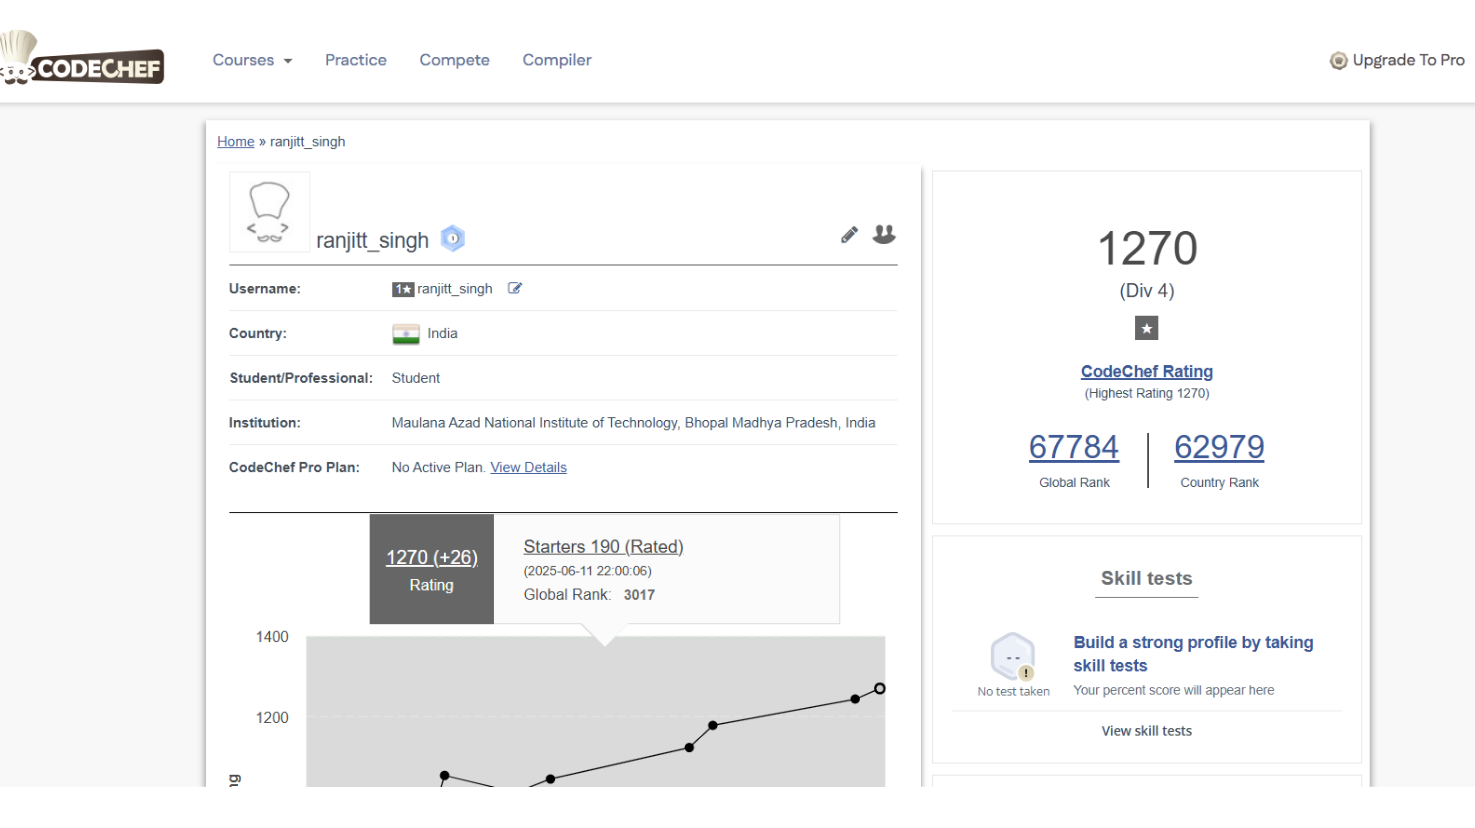 CODECHEF
Courses
Practice
Compete
Compiler
Upgrade To Pro
Home » ranjitt_singh
ranjitt_singh
Username: 1★ ranjitt_singh
Country: India
Student/Professional: Student
Institution: Maulana Azad National Institute of Technology, Bhopal Madhya Pradesh, India
CodeChef Pro Plan: No Active Plan. View Details
1270 (+26)
Rating
Starters 190 (Rated)
(2025-06-11 22:00:06)
Global Rank: 3017
1400
1200
1270
(Div 4)
★
CodeChef Rating
(Highest Rating 1270)
67784
Global Rank
62979
Country Rank
Skill tests
--
!
No test taken
Build a strong profile by taking
skill tests
Your percent score will appear here
View skill tests